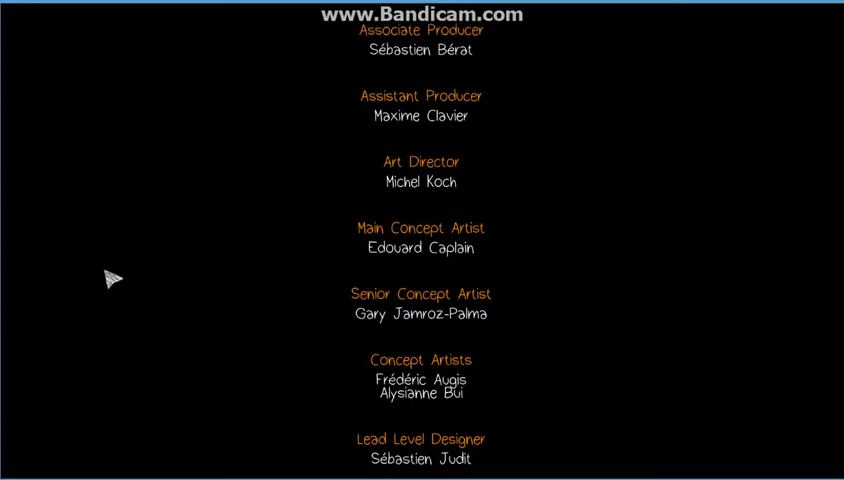 www.Bandicam.com
Associate Producer
Sébastien Bérat
Assistant Producer
Maxime Clavier
Art Director
Michel Koch
Main Concept Artist
Edouard Caplain
Senior Concept Artist
Gary Jamroz-Palma
Concept Artists
Frédéric Augis
Alysianne Bui
Lead Level Designer
Sébastien Judit